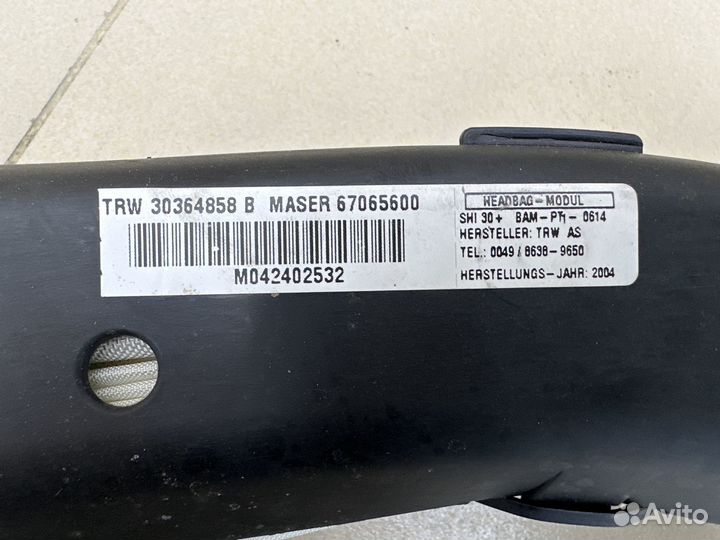 TRW 30364858 B MASER 67065600
M042402532
HEADBAG-MODUL
SHI 30+ BAM-PT1-0614
HERSTELLER: TRW AS
TEL.: 0049/8638-9650
HERSTELLUNGS-JAHR: 2004
Avito